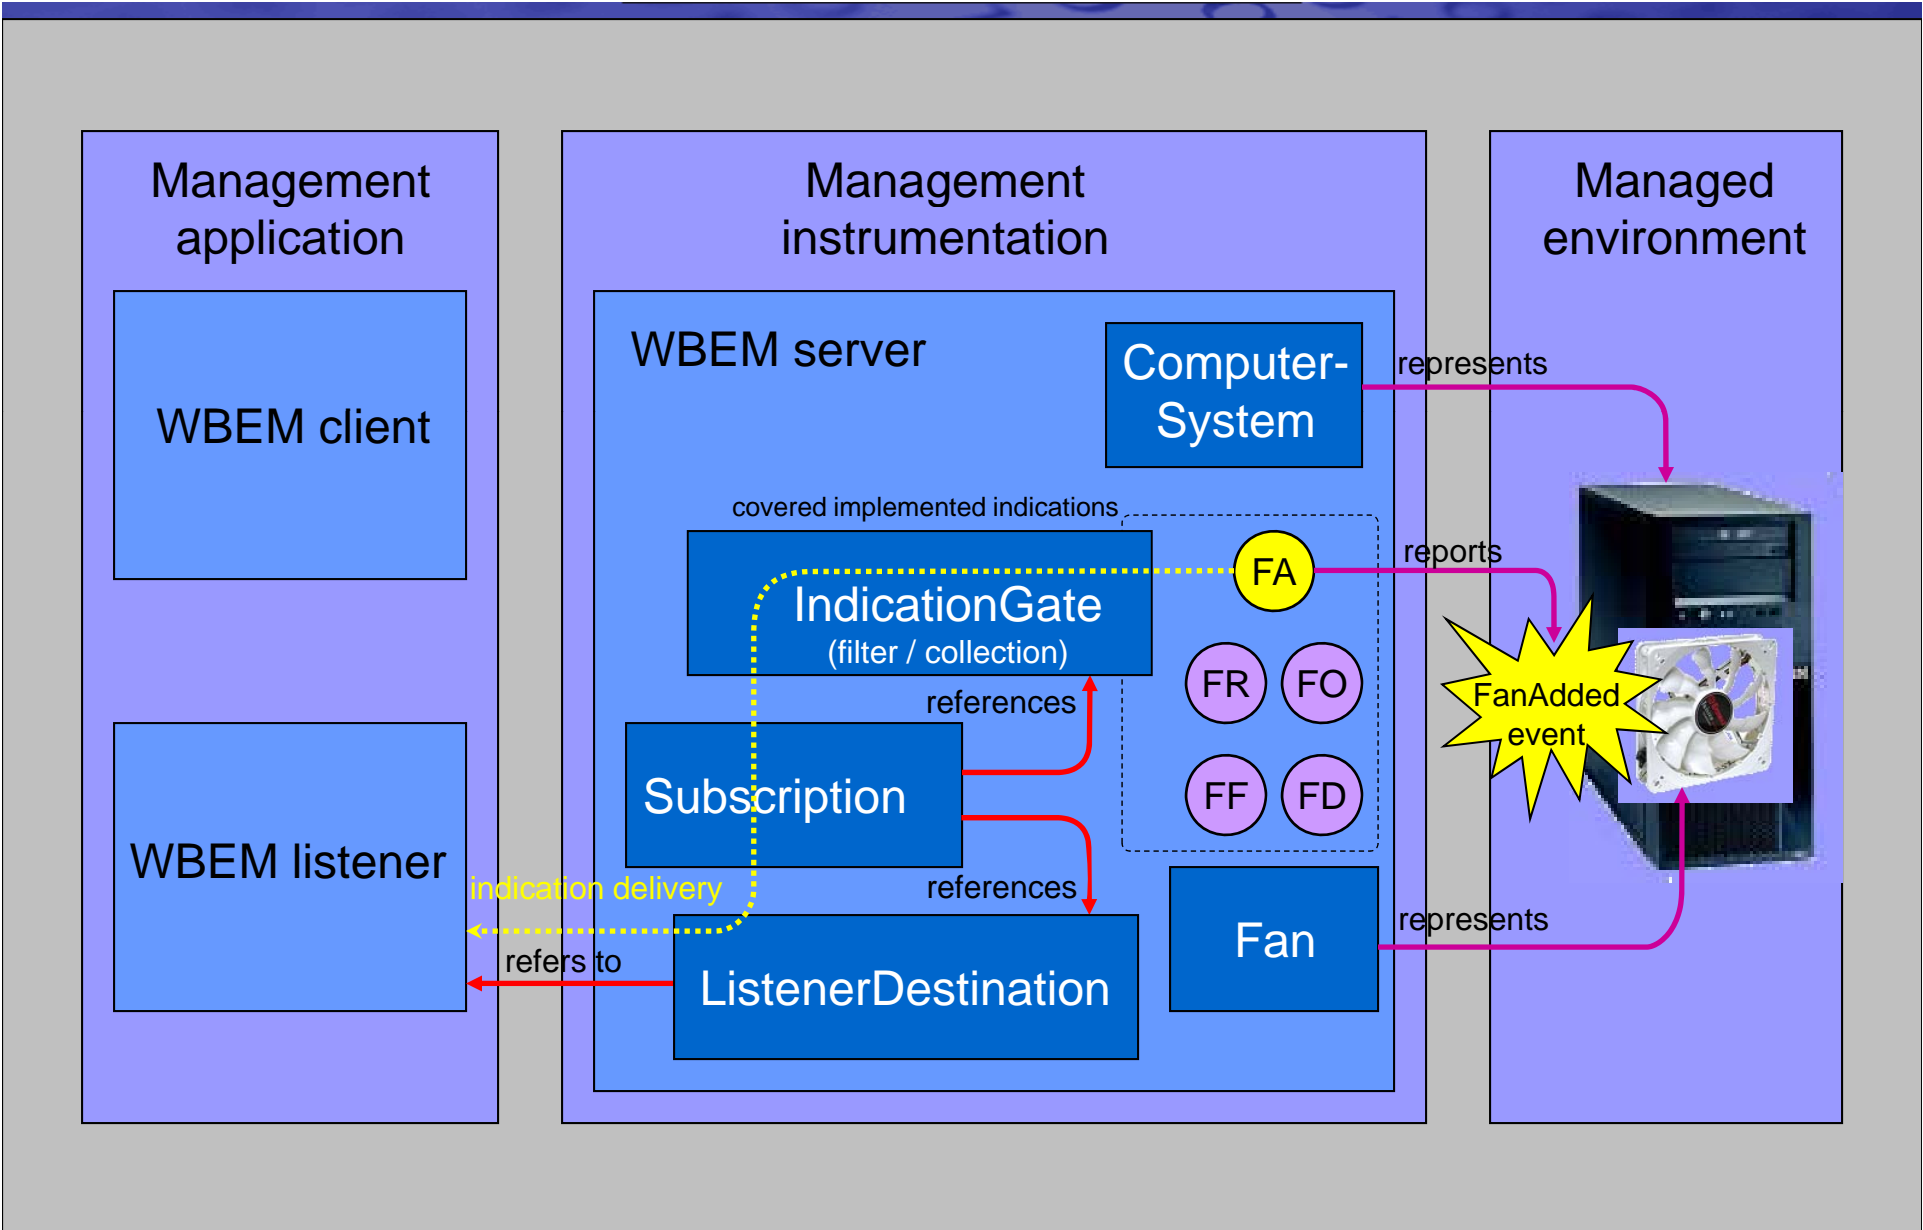 Management
application
WBEM client
WBEM listener
Management
instrumentation
WBEM server
Computer-
System
covered implemented indications
IndicationGate
(filter / collection)
FA
FR
FO
FF
FD
references
Subscription
references
indication delivery
refers to
ListenerDestination
Fan
represents
reports
represents
Managed
environment
FanAdded
event